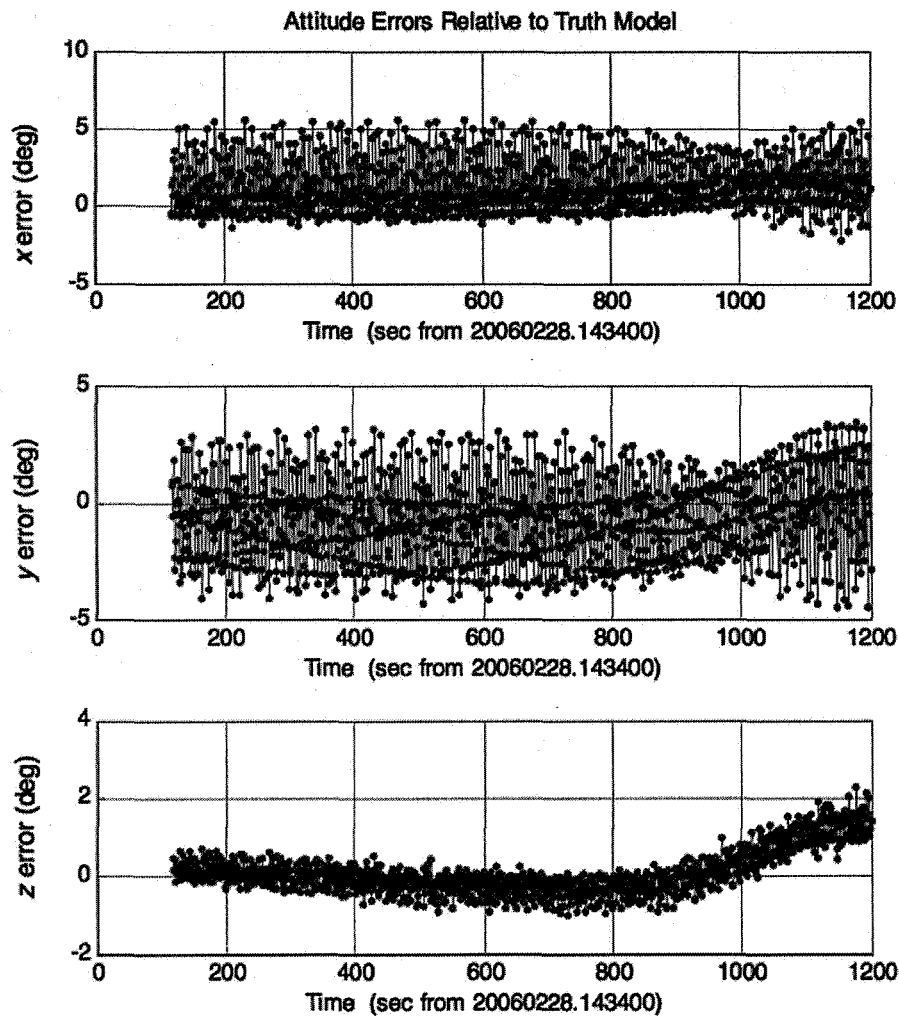 Attitude Errors Relative to Truth Model
10
5
0
-5
x error (deg)
0 200 400 600 800 1000 1200
Time (sec from 20060228.143400)
5
0
-5
y error (deg)
0 200 400 600 800 1000 1200
Time (sec from 20060228.143400)
4
2
0
-2
z error (deg)
0 200 400 600 800 1000 1200
Time (sec from 20060228.143400)